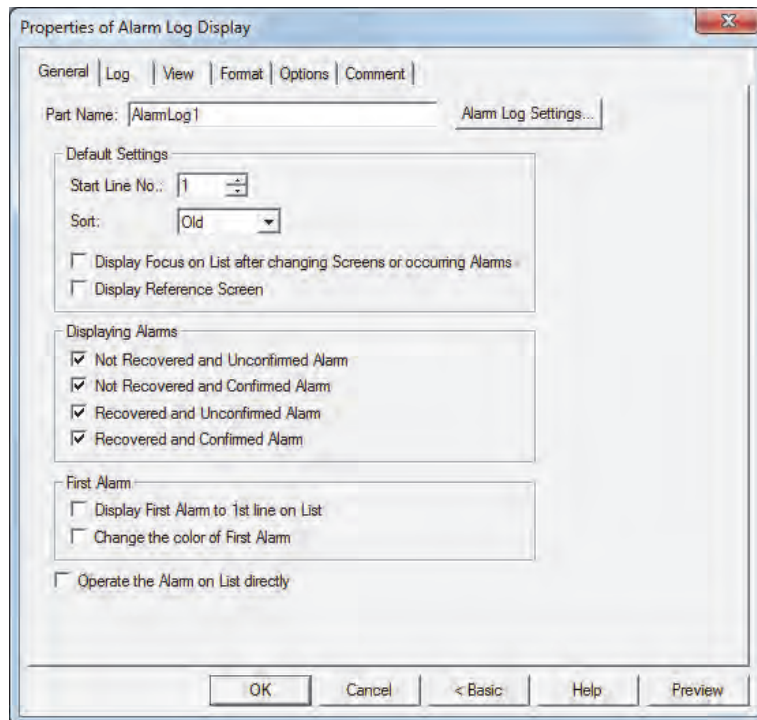 Properties of Alarm Log Display
General Log View Format Options Comment
Part Name: AlarmLog1 Alarm Log Settings...
Default Settings
Start Line No.: 1
Sort: Old
Display Focus on List after changing Screens or occurring Alarms
Display Reference Screen
Displaying Alarms
Not Recovered and Unconfirmed Alarm
Not Recovered and Confirmed Alarm
Recovered and Unconfirmed Alarm
Recovered and Confirmed Alarm
First Alarm
Display First Alarm to 1st line on List
Change the color of First Alarm
Operate the Alarm on List directly
OK Cancel < Basic Help Preview